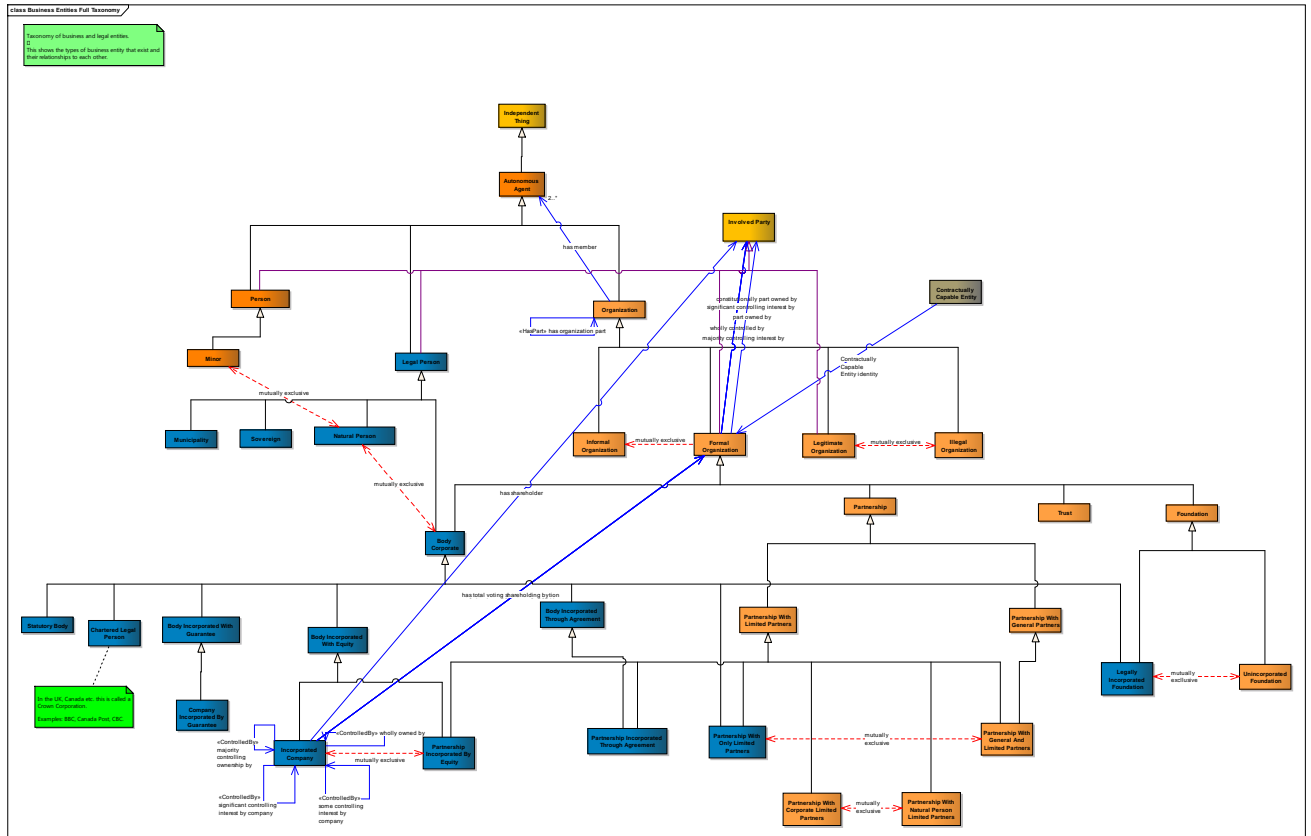 class Business Entities Full Taxonomy
Taxonomy of business and legal entities.
This shows the types of business entity that exist and
their relationships to each other.
Independent
Thing
Autonomous
Agent
2..*
Involved Party
has member
Person
Organization
Contractually
Capable Entity
constitutionally part owned by
significant controlling interest by
part owned by
wholly controlled by
majority controlling interest by
«HasPart» has organization part
Minor
Legal Person
Contractually
Capable
Entity identity
mutually exclusive
Municipality
Sovereign
Natural Person
Informal
Organization
mutually exclusive
Formal
Organization
Legitimate
Organization
mutually exclusive
Illegal
Organization
mutually exclusive
has shareholder
Partnership
Trust
Foundation
Body
Corporate
has total voting shareholding by
Statutory Body
Chartered Legal
Person
Body Incorporated With
Guarantee
Body Incorporated
With Equity
Body Incorporated
Through Agreement
Partnership With
Limited Partners
Partnership With
General Partners
Legally
Incorporated
Foundation
mutually
exclusive
Unincorporated
Foundation
In the UK, Canada etc. this is called a
Crown Corporation.
Examples: BBC, Canada Post, CBC.
Company
Incorporated By
Guarantee
«ControlledBy» wholly owned by
«ControlledBy»
majority
controlling
ownership by
Incorporated
Company
mutually exclusive
Partnership
Incorporated By
Equity
Partnership Incorporated
Through Agreement
Partnership With
Only Limited
Partners
mutually
exclusive
Partnership With
General And
Limited Partners
«ControlledBy»
significant controlling
interest by company
«ControlledBy»
some controlling
interest by
company
Partnership With
Corporate Limited
Partners
mutually
exclusive
Partnership With
Natural Person
Limited Partners